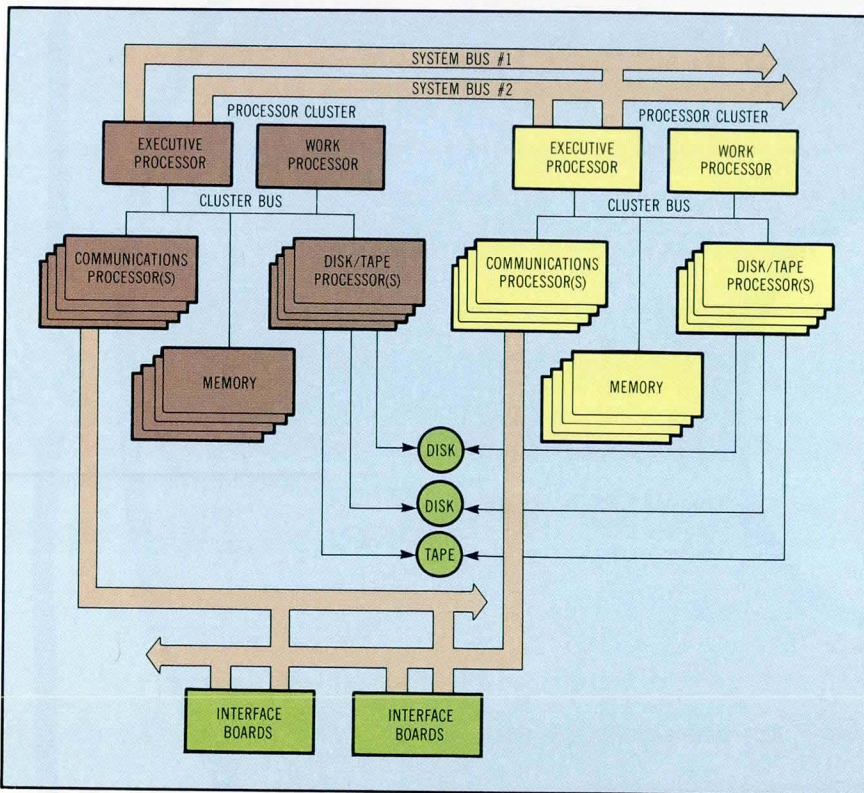 SYSTEM BUS #1
SYSTEM BUS #2
PROCESSOR CLUSTER
PROCESSOR CLUSTER
EXECUTIVE
PROCESSOR
WORK
PROCESSOR
EXECUTIVE
PROCESSOR
WORK
PROCESSOR
CLUSTER BUS
CLUSTER BUS
COMMUNICATIONS
PROCESSOR(S)
DISK/TAPE
PROCESSOR(S)
COMMUNICATIONS
PROCESSOR(S)
DISK/TAPE
PROCESSOR(S)
MEMORY
MEMORY
DISK
DISK
TAPE
INTERFACE
BOARDS
INTERFACE
BOARDS